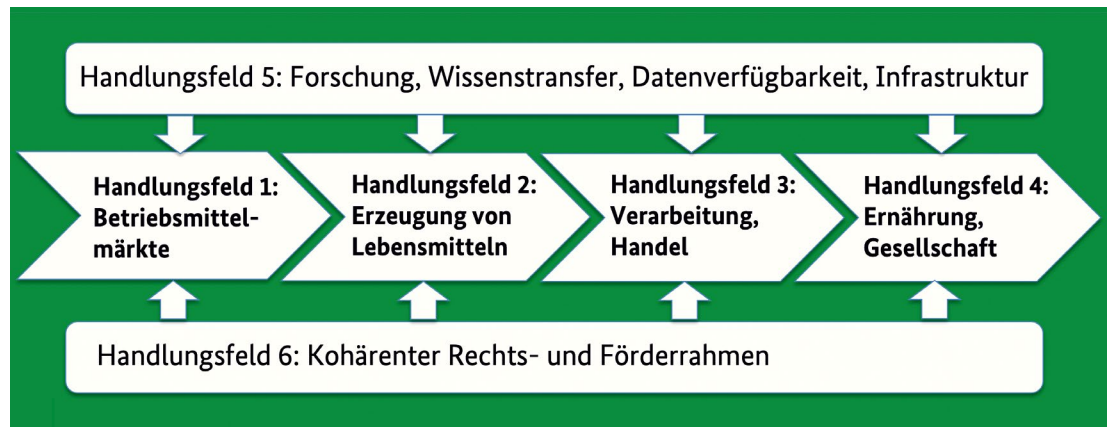 Handlungsfeld 5: Forschung, Wissenstransfer, Datenverfügbarkeit, Infrastruktur
Handlungsfeld 1:
Betriebsmittel-
märkte
Handlungsfeld 2:
Erzeugung von
Lebensmitteln
Handlungsfeld 3:
Verarbeitung,
Handel
Handlungsfeld 4:
Ernährung,
Gesellschaft
Handlungsfeld 6: Kohärenter Rechts- und Förderrahmen